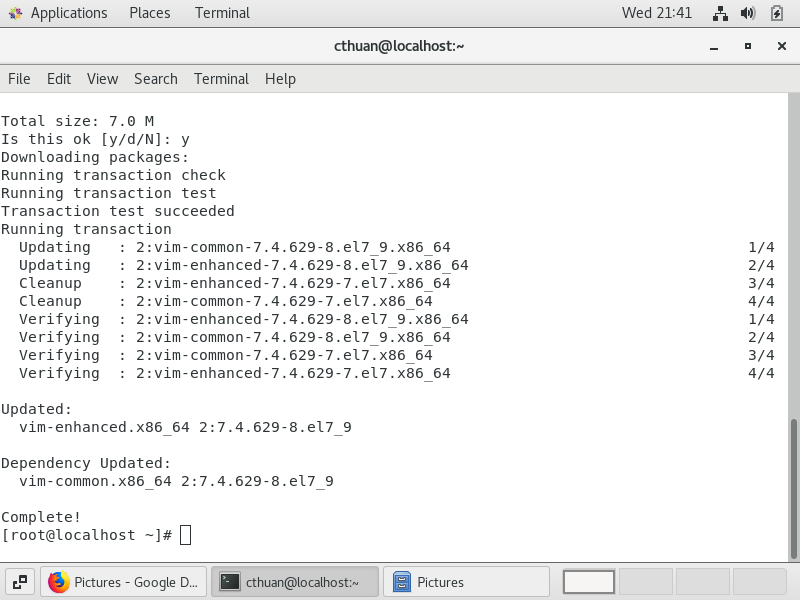 Applications Places Terminal Wed 21:41
cthuan@localhost:~
File Edit View Search Terminal Help
Total size: 7.0 M
Is this ok [y/d/N]: y
Downloading packages:
Running transaction check
Running transaction test
Transaction test succeeded
Running transaction
  Updating   : 2:vim-common-7.4.629-8.el7_9.x86_64 1/4
  Updating   : 2:vim-enhanced-7.4.629-8.el7_9.x86_64 2/4
  Cleanup    : 2:vim-enhanced-7.4.629-7.el7.x86_64 3/4
  Cleanup    : 2:vim-common-7.4.629-7.el7.x86_64 4/4
  Verifying  : 2:vim-enhanced-7.4.629-8.el7_9.x86_64 1/4
  Verifying  : 2:vim-common-7.4.629-8.el7_9.x86_64 2/4
  Verifying  : 2:vim-common-7.4.629-7.el7.x86_64 3/4
  Verifying  : 2:vim-enhanced-7.4.629-7.el7.x86_64 4/4
Updated:
  vim-enhanced.x86_64 2:7.4.629-8.el7_9
Dependency Updated:
  vim-common.x86_64 2:7.4.629-8.el7_9
Complete!
[root@localhost ~]#
Pictures - Google D... cthuan@localhost:~ Pictures